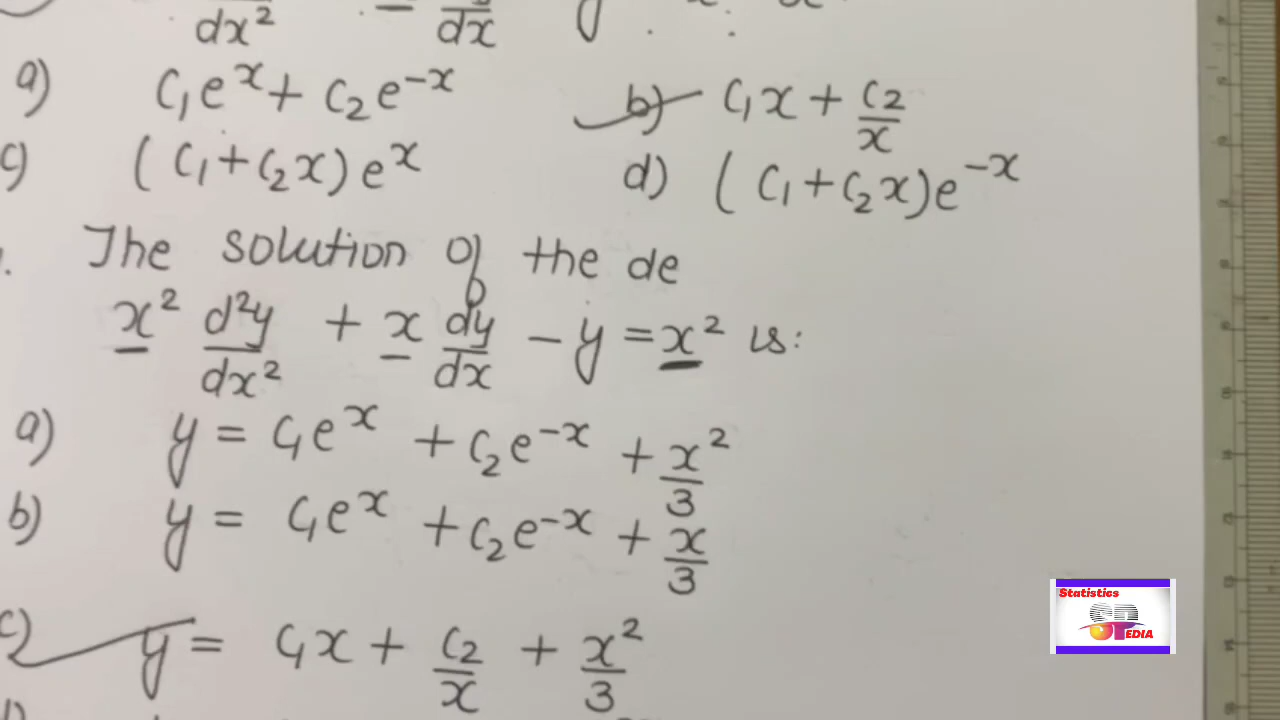 dx² dx y
a) C₁eˣ + C₂e⁻ˣ b) C₁x + C₂/x
c) (C₁ + C₂x) eˣ d) (C₁ + C₂x)e⁻ˣ
The solution of the de
x² d²y/dx² + x dy/dx - y = x² is:
a) y = C₁eˣ + C₂e⁻ˣ + x²/3
b) y = C₁eˣ + C₂e⁻ˣ + x/3
c) y = C₁x + C₂/x + x²/3
Statistics
EDIA